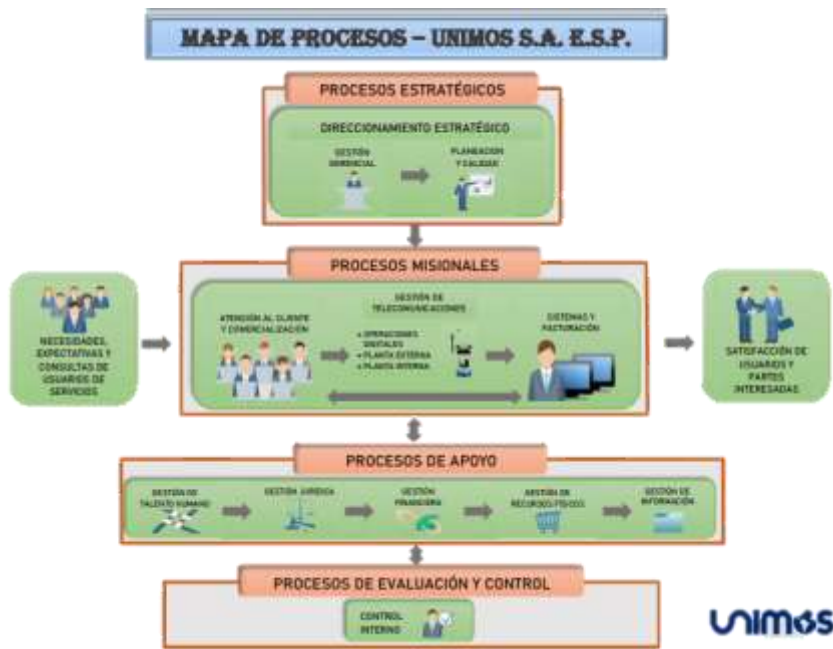 MAPA DE PROCESOS – UNIMOS S.A. E.S.P.
PROCESOS ESTRATÉGICOS
DIRECCIONAMIENTO ESTRATÉGICO
GESTIÓN
GERENCIAL
PLANEACION
Y CALIDAD
PROCESOS MISIONALES
NECESIDADES,
EXPECTATIVAS Y
CONSULTAS DE
USUARIOS DE
SERVICIOS
ATENCIÓN AL CLIENTE
Y COMERCIALIZACIÓN
GESTIÓN DE
TELECOMUNICACIONES
OPERACIONES
DIGITALES
PLANTA EXTERNA
PLANTA INTERNA
SISTEMAS Y
FACTURACIÓN
SATISFACCIÓN DE
USUARIOS Y
PARTES
INTERESADAS
PROCESOS DE APOYO
GESTIÓN DE
TALENTO HUMANO
GESTIÓN JURIDICA
GESTIÓN
FINANCIERA
GESTIÓN DE
RECURSOS FÍSICOS
GESTIÓN DE
INFORMACIÓN
PROCESOS DE EVALUACIÓN Y CONTROL
CONTROL
INTERNO
UNIMOS